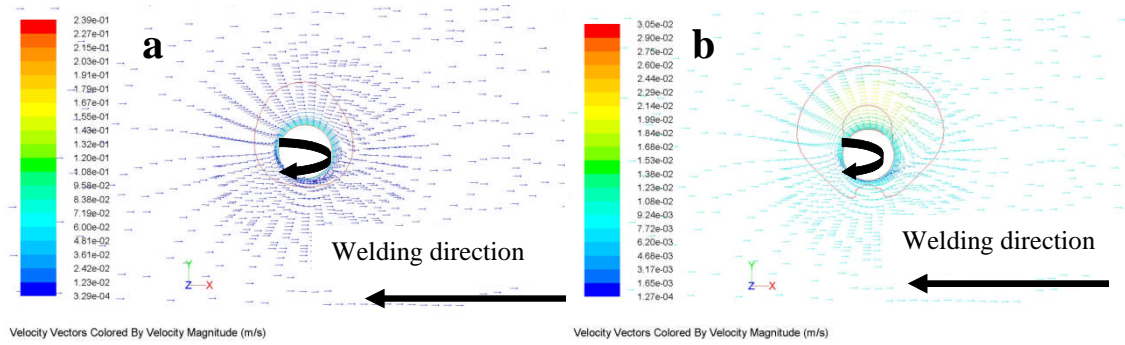 a
2.39e-01
2.27e-01
2.15e-01
2.03e-01
1.91e-01
1.79e-01
1.67e-01
1.55e-01
1.43e-01
1.32e-01
1.20e-01
1.08e-01
9.58e-02
8.38e-02
7.19e-02
6.00e-02
4.81e-02
3.61e-02
2.42e-02
1.23e-02
3.29e-04
Welding direction
Y
Z X
Velocity Vectors Colored By Velocity Magnitude (m/s)
b
3.05e-02
2.90e-02
2.75e-02
2.60e-02
2.44e-02
2.29e-02
2.14e-02
1.99e-02
1.84e-02
1.68e-02
1.53e-02
1.38e-02
1.23e-02
1.08e-02
9.24e-03
7.72e-03
6.20e-03
4.68e-03
3.17e-03
1.65e-03
1.27e-04
Welding direction
Y
Z X
Velocity Vectors Colored By Velocity Magnitude (m/s)